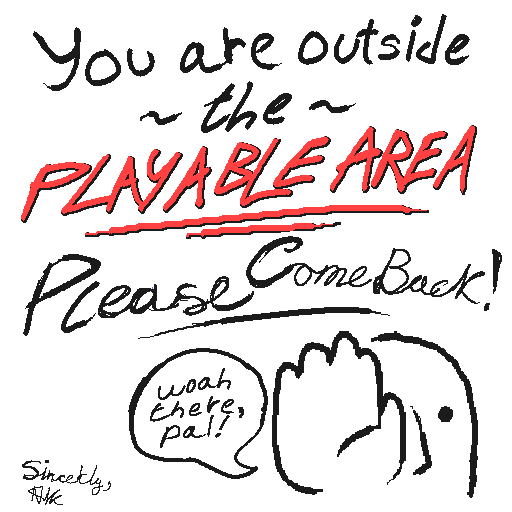 You are outside
~ the ~
PLAYABLE AREA
Please Come Back!
woah
there,
pal!
Sincerely,